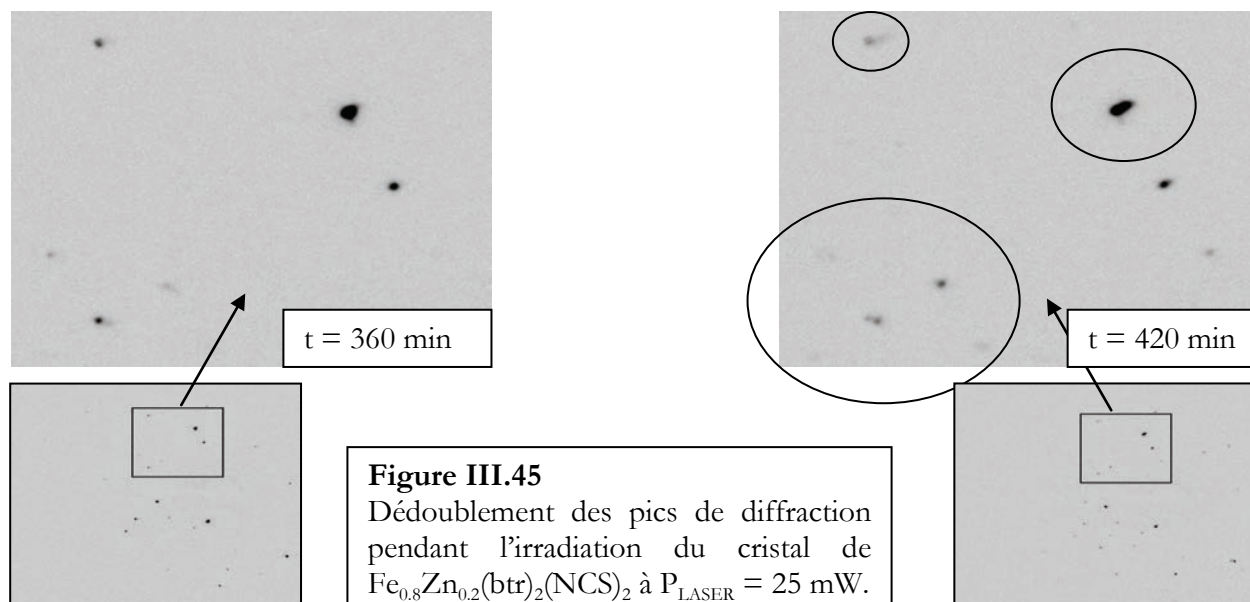 t = 360 min
t = 420 min
Figure III.45
Dédoublement des pics de diffraction
pendant l'irradiation du cristal de
Fe₀.₈Zn₀.₂(btr)₂(NCS)₂ à P_LASER = 25 mW.